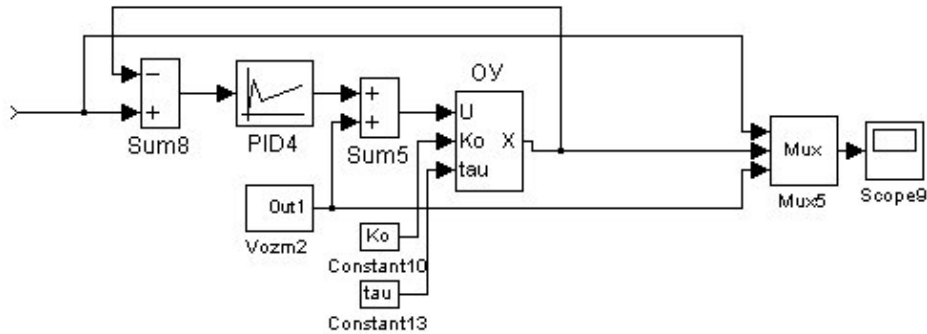 ОУ
−
+
Sum8
PID4
+
+
Sum5
U
Ko
tau
X
Mux
Mux5
Scope9
Out1
Vozm2
Ko
Constant10
tau
Constant13